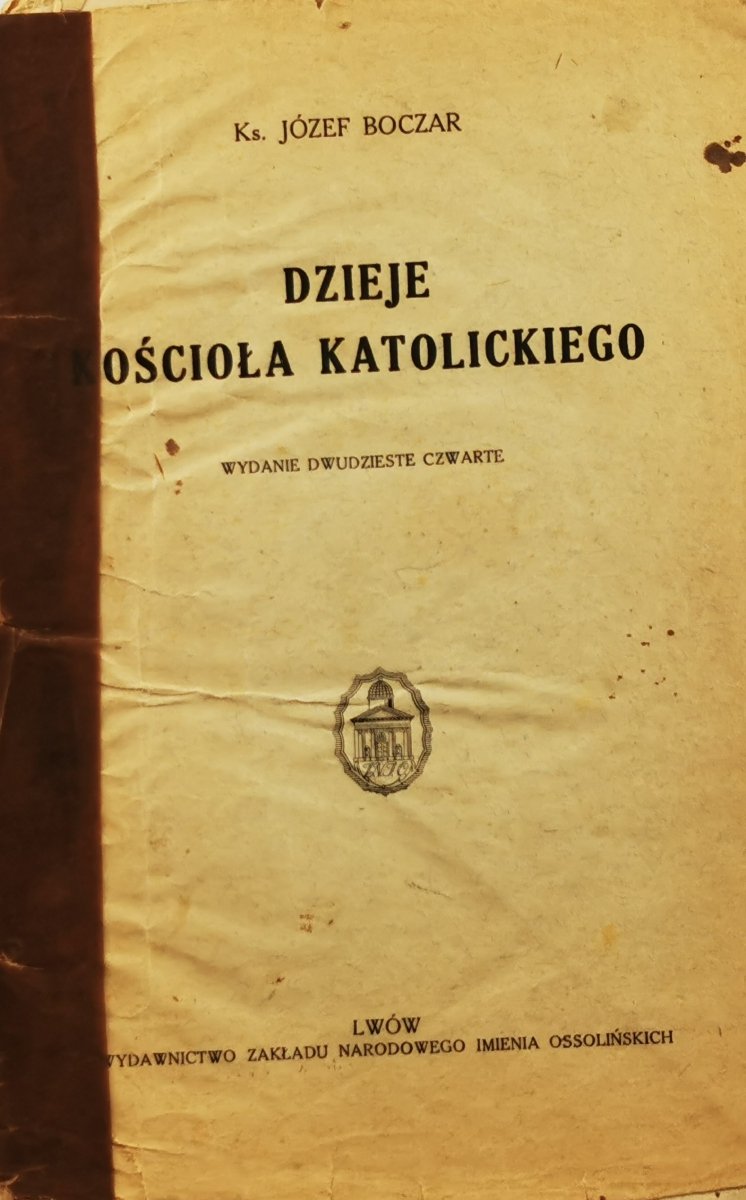 Ks. JÓZEF BOCZAR
DZIEJE
KOŚCIOŁA KATOLICKIEGO
WYDANIE DWUDZIESTE CZWARTE
LWÓW
WYDAWNICTWO ZAKŁADU NARODOWEGO IMIENIA OSSOLIŃSKICH